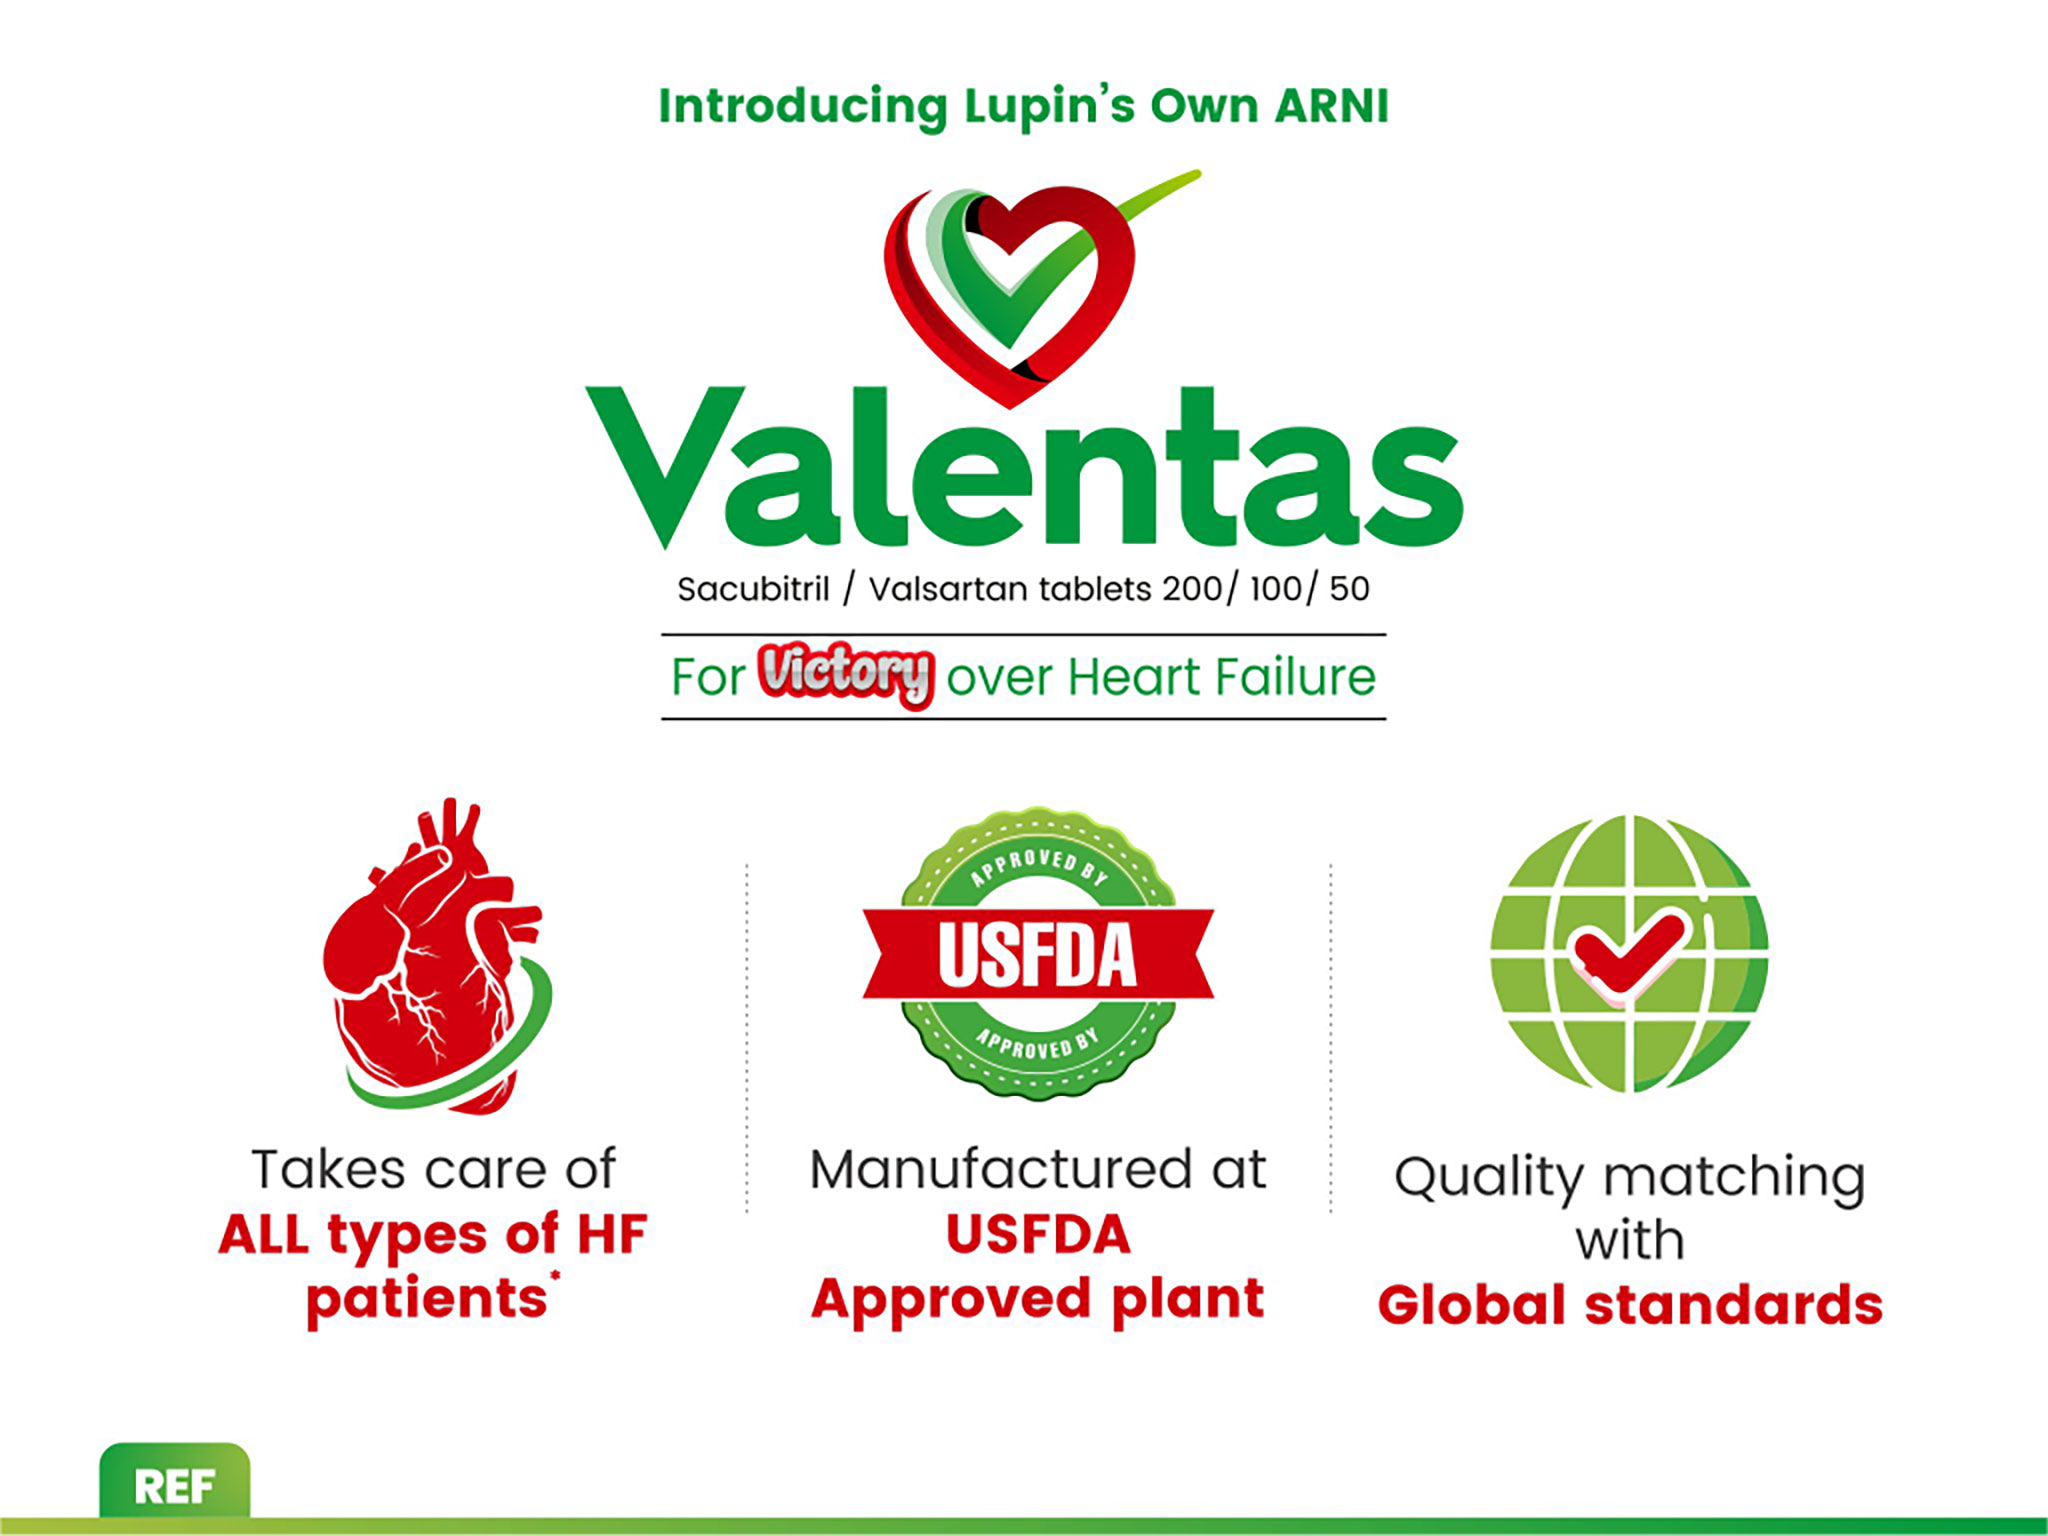 Introducing Lupin's Own ARNI
Valentas
Sacubitril / Valsartan tablets 200/ 100/ 50
For Victory over Heart Failure
Takes care of
ALL types of HF
patients*
APPROVED BY
USFDA
APPROVED BY
Manufactured at
USFDA
Approved plant
Quality matching
with
Global standards
REF